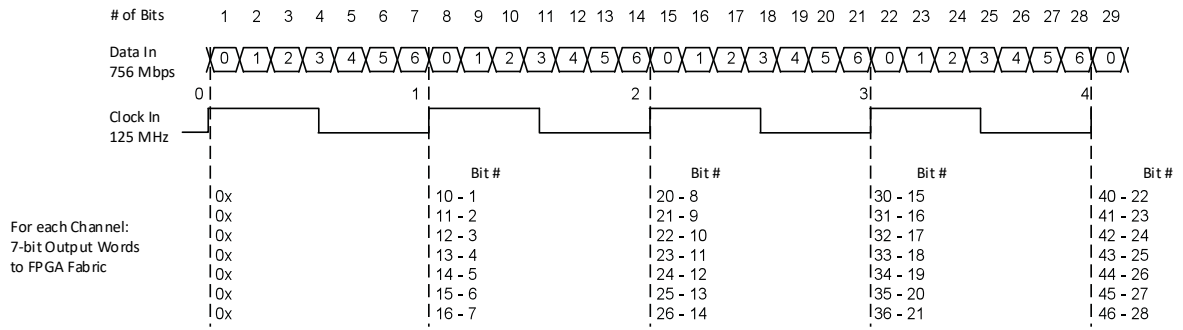 # of Bits 1 2 3 4 5 6 7 8 9 10 11 12 13 14 15 16 17 18 19 20 21 22 23 24 25 26 27 28 29
Data In 0 1 2 3 4 5 6 0 1 2 3 4 5 6 0 1 2 3 4 5 6 0 1 2 3 4 5 6 0
756 Mbps
0 1 2 3 4
Clock In
125 MHz
Bit # Bit # Bit # Bit #
0x 10 - 1 20 - 8 30 - 15 40 - 22
0x 11 - 2 21 - 9 31 - 16 41 - 23
For each Channel:
0x 12 - 3 22 - 10 32 - 17 42 - 24
7-bit Output Words
0x 13 - 4 23 - 11 33 - 18 43 - 25
to FPGA Fabric
0x 14 - 5 24 - 12 34 - 19 44 - 26
0x 15 - 6 25 - 13 35 - 20 45 - 27
0x 16 - 7 26 - 14 36 - 21 46 - 28